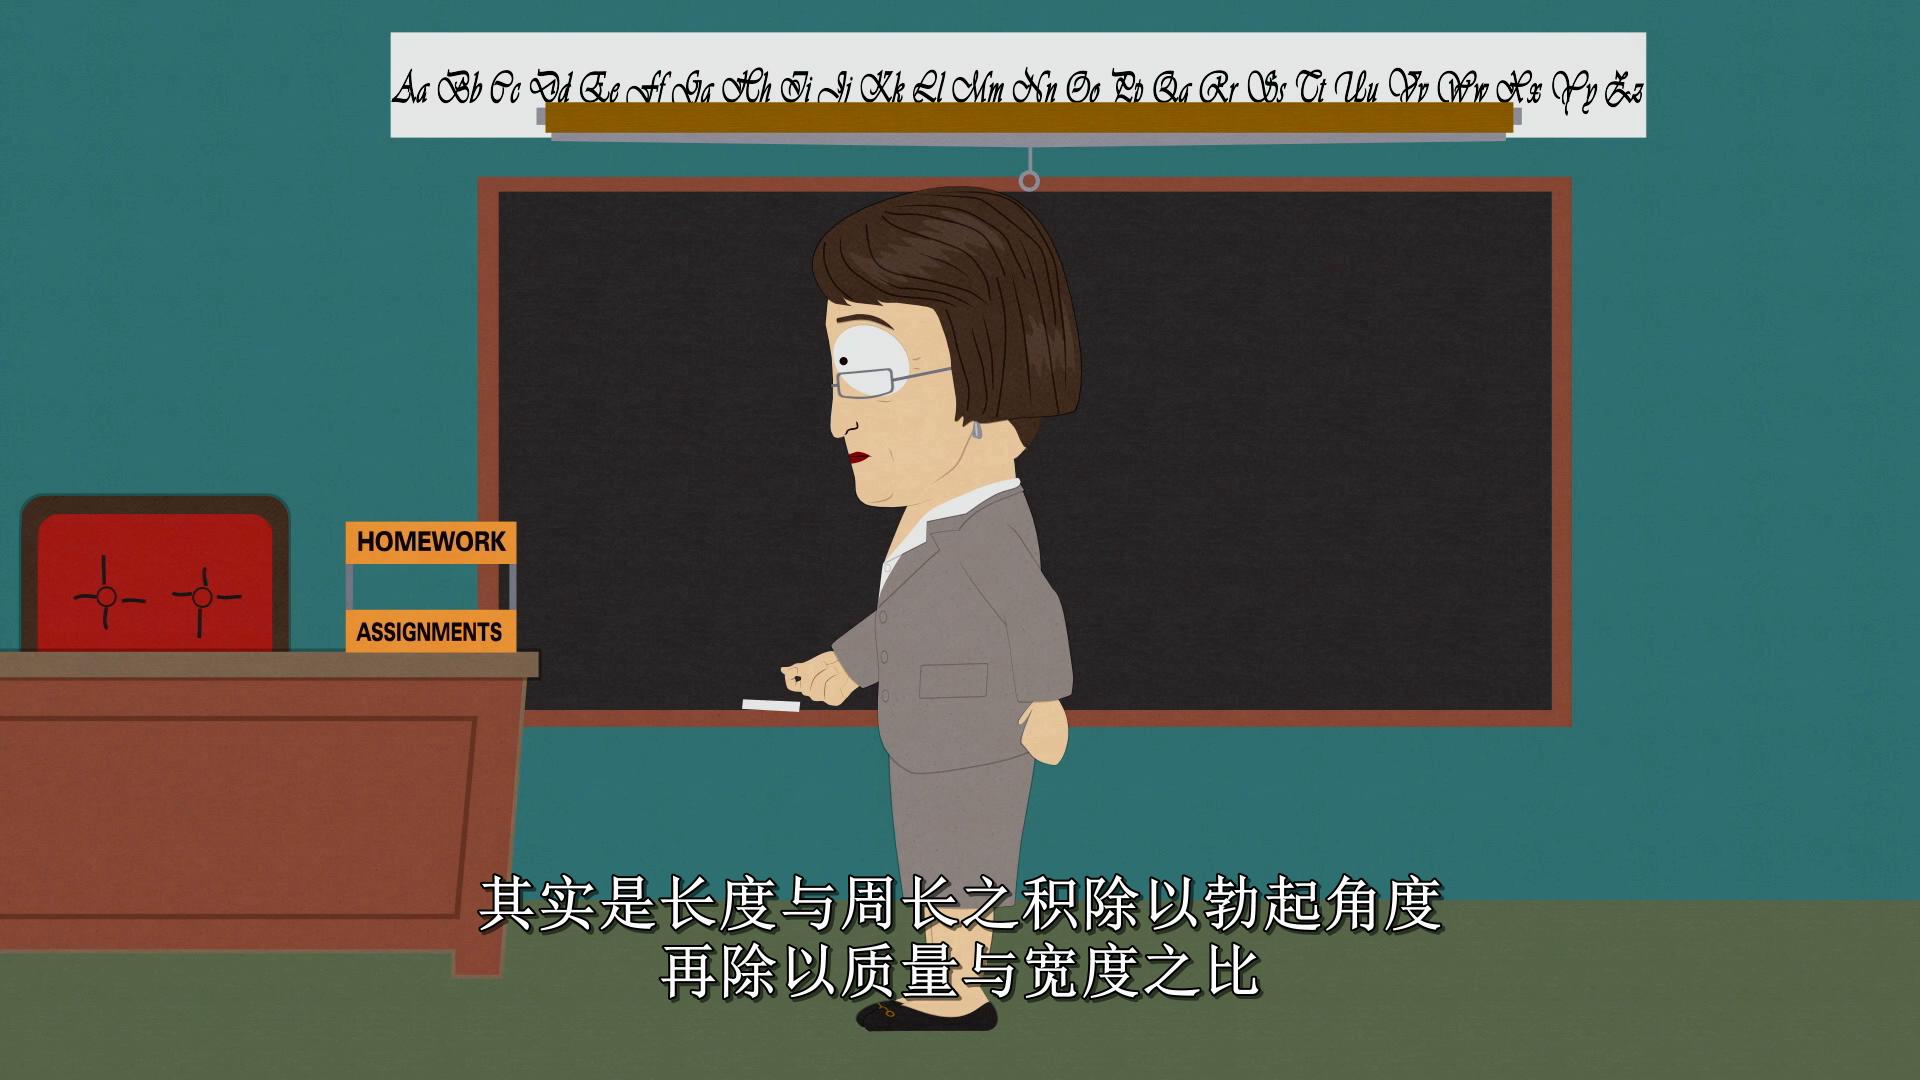 Aa Bb Cc Dd Ee Ff Gg Hh Ii Jj Kk Ll Mm Nn Oo Pp Qq Rr Ss Tt Uu Vv Ww Xx Yy Zz
HOMEWORK
ASSIGNMENTS
其实是长度与周长之积除以勃起角度
再除以质量与宽度之比